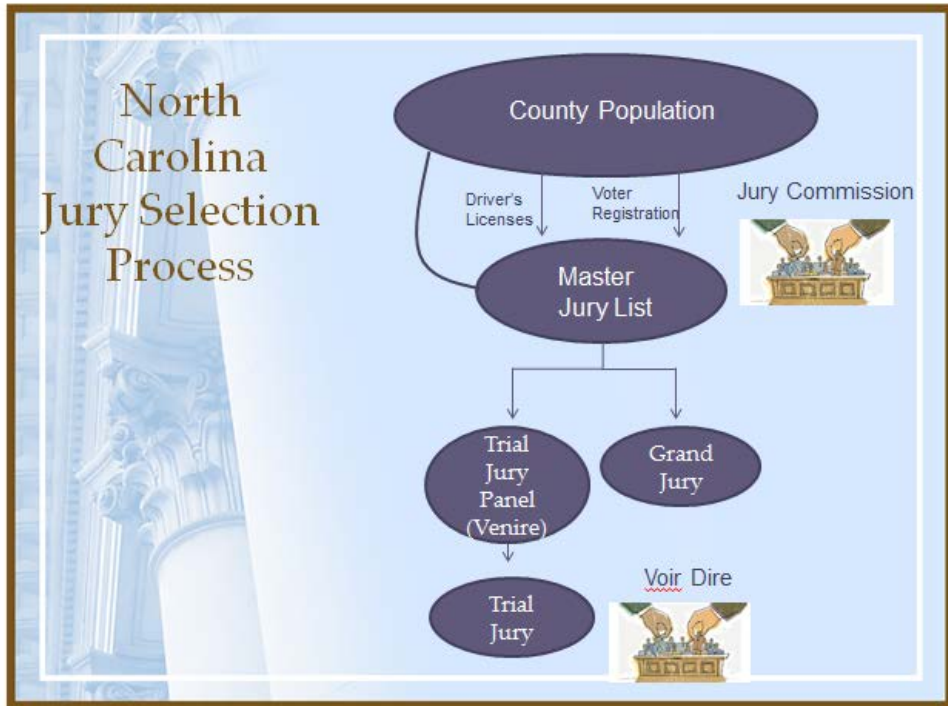 North
Carolina
Jury Selection
Process
County Population
Driver's
Licenses
Voter
Registration
Jury Commission
Master
Jury List
Trial
Jury
Panel
(Venire)
Grand
Jury
Voir Dire
Trial
Jury